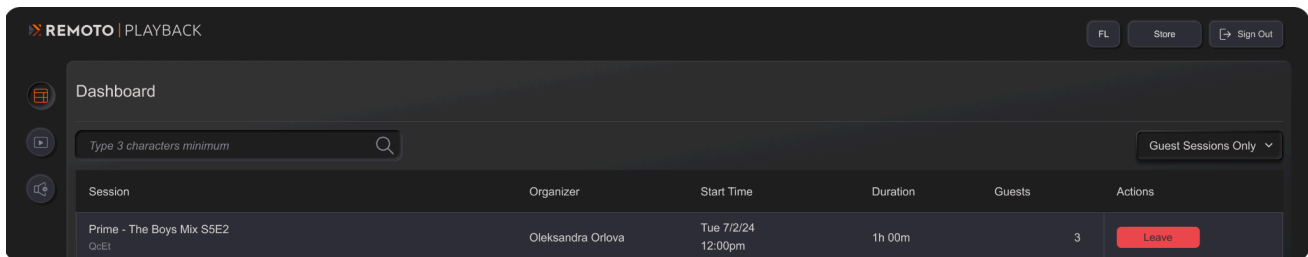 REMOTO | PLAYBACK
FL
Store
Sign Out
Dashboard
Type 3 characters minimum
Guest Sessions Only
Session
Organizer
Start Time
Duration
Guests
Actions
Prime - The Boys Mix S5E2
QcEt
Oleksandra Orlova
Tue 7/2/24
12:00pm
1h 00m
3
Leave